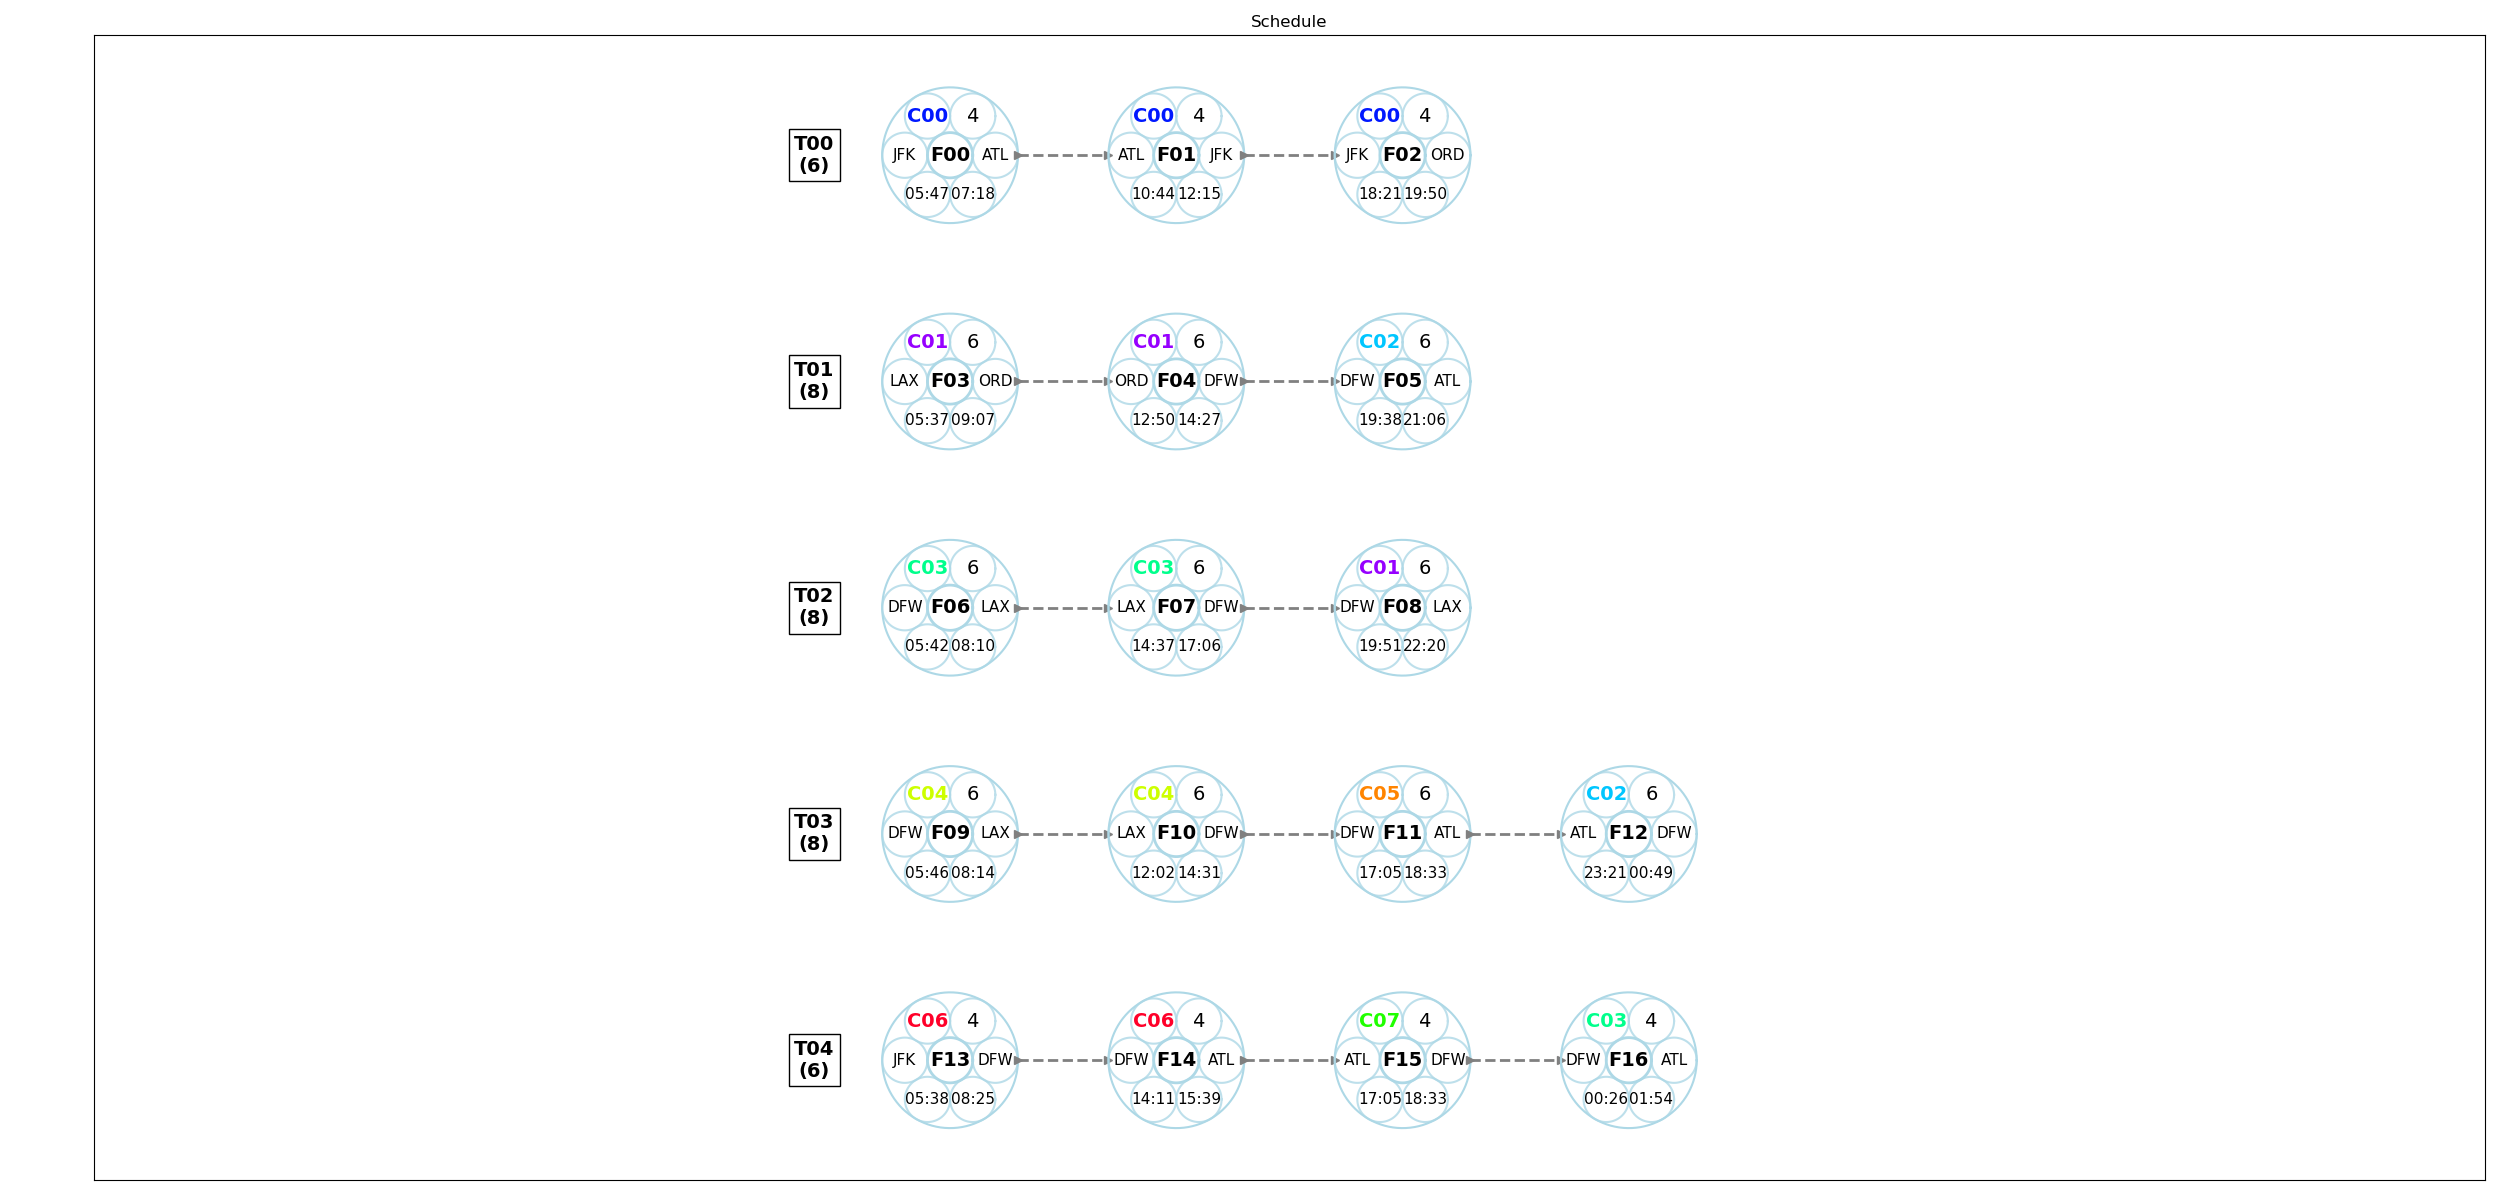 Schedule
T00
(6)
C00 4
JFK F00 ATL
05:47 07:18
C00 4
ATL F01 JFK
10:44 12:15
C00 4
JFK F02 ORD
18:21 19:50
T01
(8)
C01 6
LAX F03 ORD
05:37 09:07
C01 6
ORD F04 DFW
12:50 14:27
C02 6
DFW F05 ATL
19:38 21:06
T02
(8)
C03 6
DFW F06 LAX
05:42 08:10
C03 6
LAX F07 DFW
14:37 17:06
C01 6
DFW F08 LAX
19:51 22:20
T03
(8)
C04 6
DFW F09 LAX
05:46 08:14
C04 6
LAX F10 DFW
12:02 14:31
C05 6
DFW F11 ATL
17:05 18:33
C02 6
ATL F12 DFW
23:21 00:49
T04
(6)
C06 4
JFK F13 DFW
05:38 08:25
C06 4
DFW F14 ATL
14:11 15:39
C07 4
ATL F15 DFW
17:05 18:33
C03 4
DFW F16 ATL
00:26 01:54